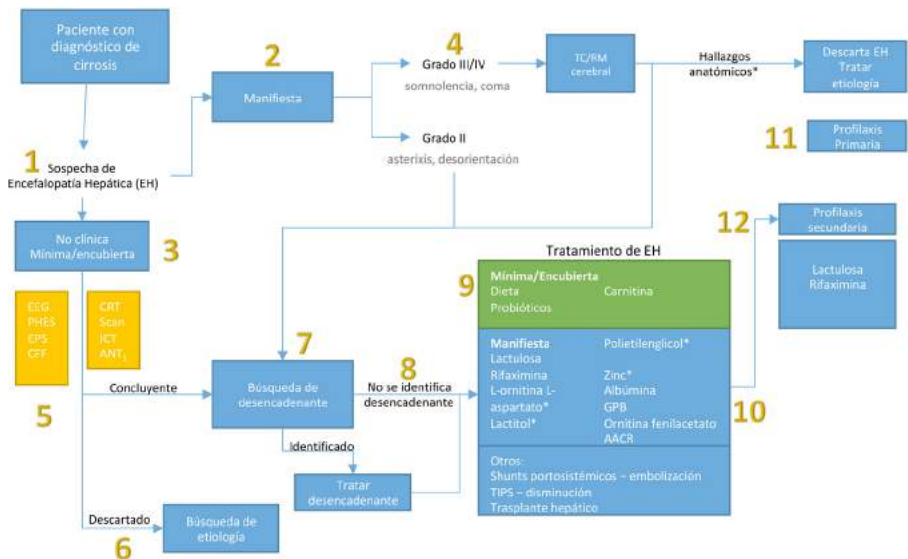 Paciente con
diagnóstico de
cirrosis
1
Sospecha de
Encefalopatía Hepática (EH)
2
Manifiesta
3
No clínica
Mínima/encubierta
4
Grado III/IV
somnolencia, coma
Grado II
asterixis, desorientación
TC/RM
cerebral
Hallazgos
anatómicos*
Descarta EH
Tratar
etiología
11
Profilaxis
Primaria
12
Profilaxis
secundaria
Lactulosa
Rifaximina
EEG
PHES
EPS
CFF
CRT
Scan
ICT
ANT1
5
Concluyente
Descartado
6
Búsqueda de
etiología
7
Búsqueda de
desencadenante
8
No se identifica
desencadenante
Identificado
Tratar
desencadenante
Tratamiento de EH
9
Mínima/Encubierta
Dieta
Probióticos
Carnitina
Manifiesta
Lactulosa
Rifaximina
L-ornitina L-
aspartato*
Lactitol*
Polietilenglicol*
Zinc*
Albúmina
GPB
Ornitina fenilacetato
AACR
10
Otros:
Shunts portosistémicos – embolización
TIPS – disminución
Trasplante hepático